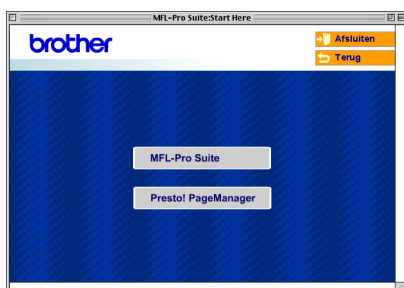 MFL-Pro Suite:Start Here
brother
Afsluiten
Terug
MFL-Pro Suite
Presto! PageManager